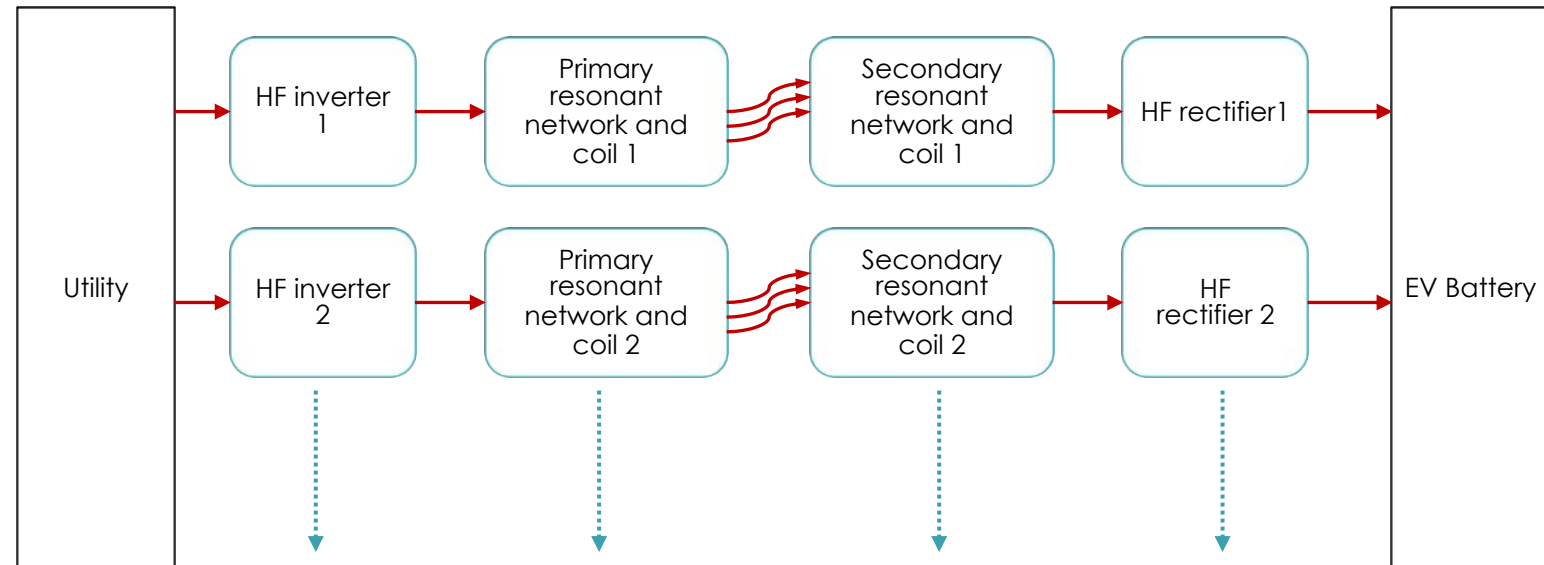 Utility
HF inverter
1
Primary
resonant
network and
coil 1
Secondary
resonant
network and
coil 1
HF rectifier1
HF inverter
2
Primary
resonant
network and
coil 2
Secondary
resonant
network and
coil 2
HF
rectifier 2
EV Battery